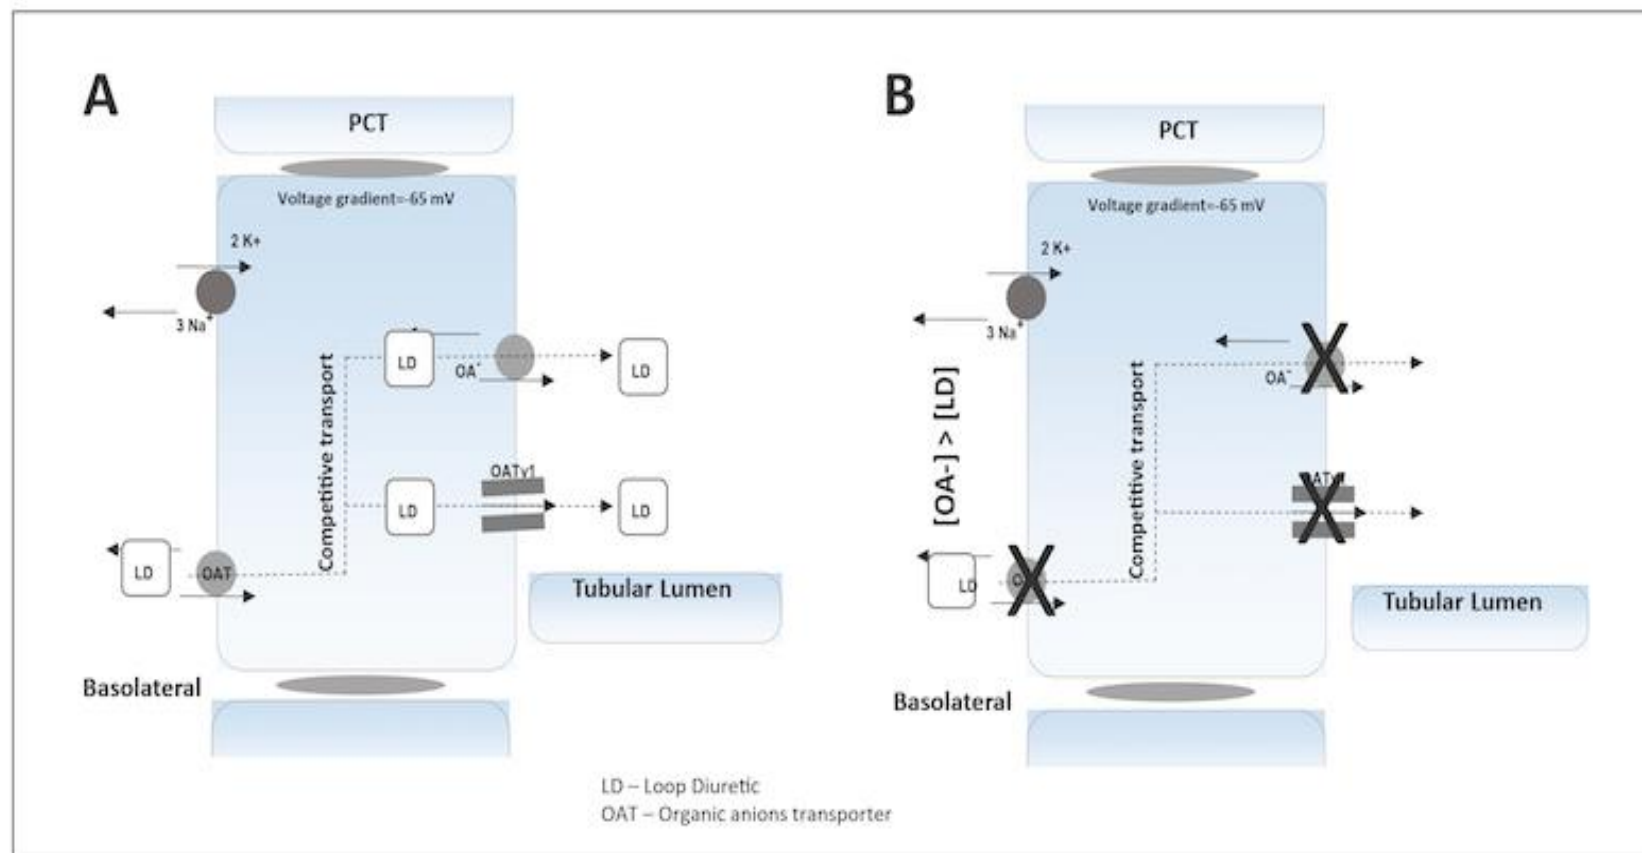 A
PCT
Voltage gradient=-65 mV
2 K+
3 Na+
Competitive transport
LD
OA-
LD
LD
OATv1
LD
LD
OAT
Tubular Lumen
Basolateral
B
PCT
Voltage gradient=-65 mV
2 K+
3 Na+
[OA-] > [LD]
Competitive transport
OA-
LD
Tubular Lumen
Basolateral
LD – Loop Diuretic
OAT – Organic anions transporter